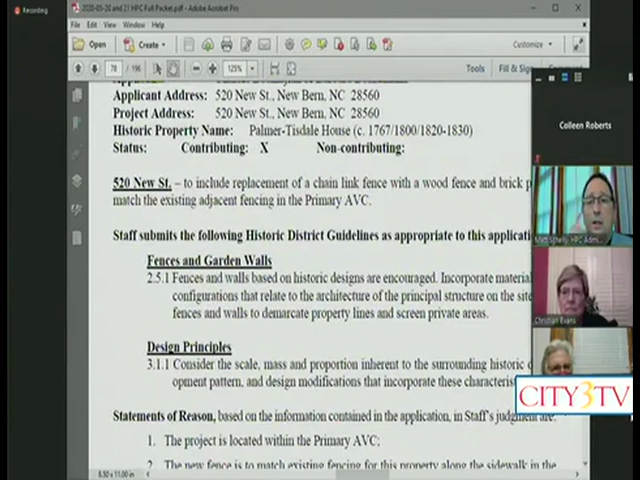 Recording
2020-05-20 and 21 HPC Full Packet.pdf - Adobe Acrobat Pro
File Edit View Window Help
Open
Create
Customize
78 / 196
125%
Tools
Fill & Sign
Applicant Address: 520 New St., New Bern, NC 28560
Project Address: 520 New St., New Bern, NC 28560
Historic Property Name: Palmer-Tisdale House (c. 1767/1800/1820-1830)
Status: Contributing: X Non-contributing:
520 New St. – to include replacement of a chain link fence with a wood fence and brick p
match the existing adjacent fencing in the Primary AVC.
Staff submits the following Historic District Guidelines as appropriate to this applicati
Fences and Garden Walls
2.5.1 Fences and walls based on historic designs are encouraged. Incorporate material
configurations that relate to the architecture of the principal structure on the site
fences and walls to demarcate property lines and screen private areas.
Design Principles
3.1.1 Consider the scale, mass and proportion inherent to the surrounding historic d
opment pattern, and design modifications that incorporate these characterist
Statements of Reason, based on the information contained in the application, in Staff's judgment are:
1. The project is located within the Primary AVC;
2. The new fence is to match existing fencing for this property along the sidewalk in the
8.50 x 11.00 in
Colleen Roberts
Matt Schelly, HPC Admi...
Christian Evans
CITY3TV